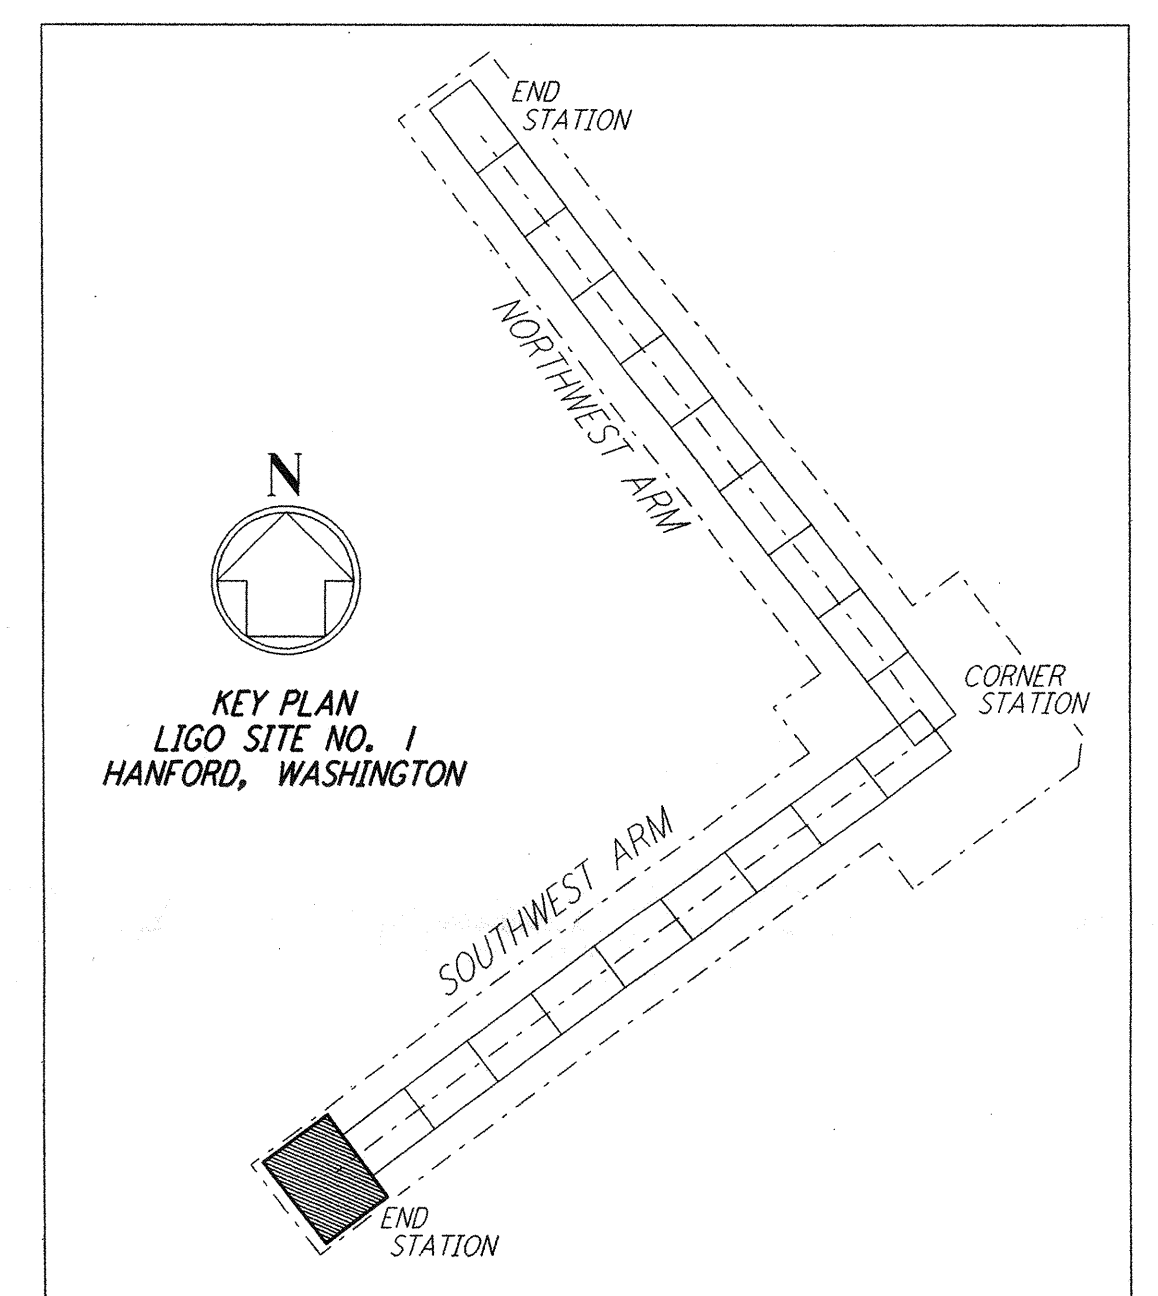 END
STATION
NORTHWEST ARM
N
CORNER
STATION
KEY PLAN
LIGO SITE NO. 1
HANFORD, WASHINGTON
SOUTHWEST ARM
END
STATION